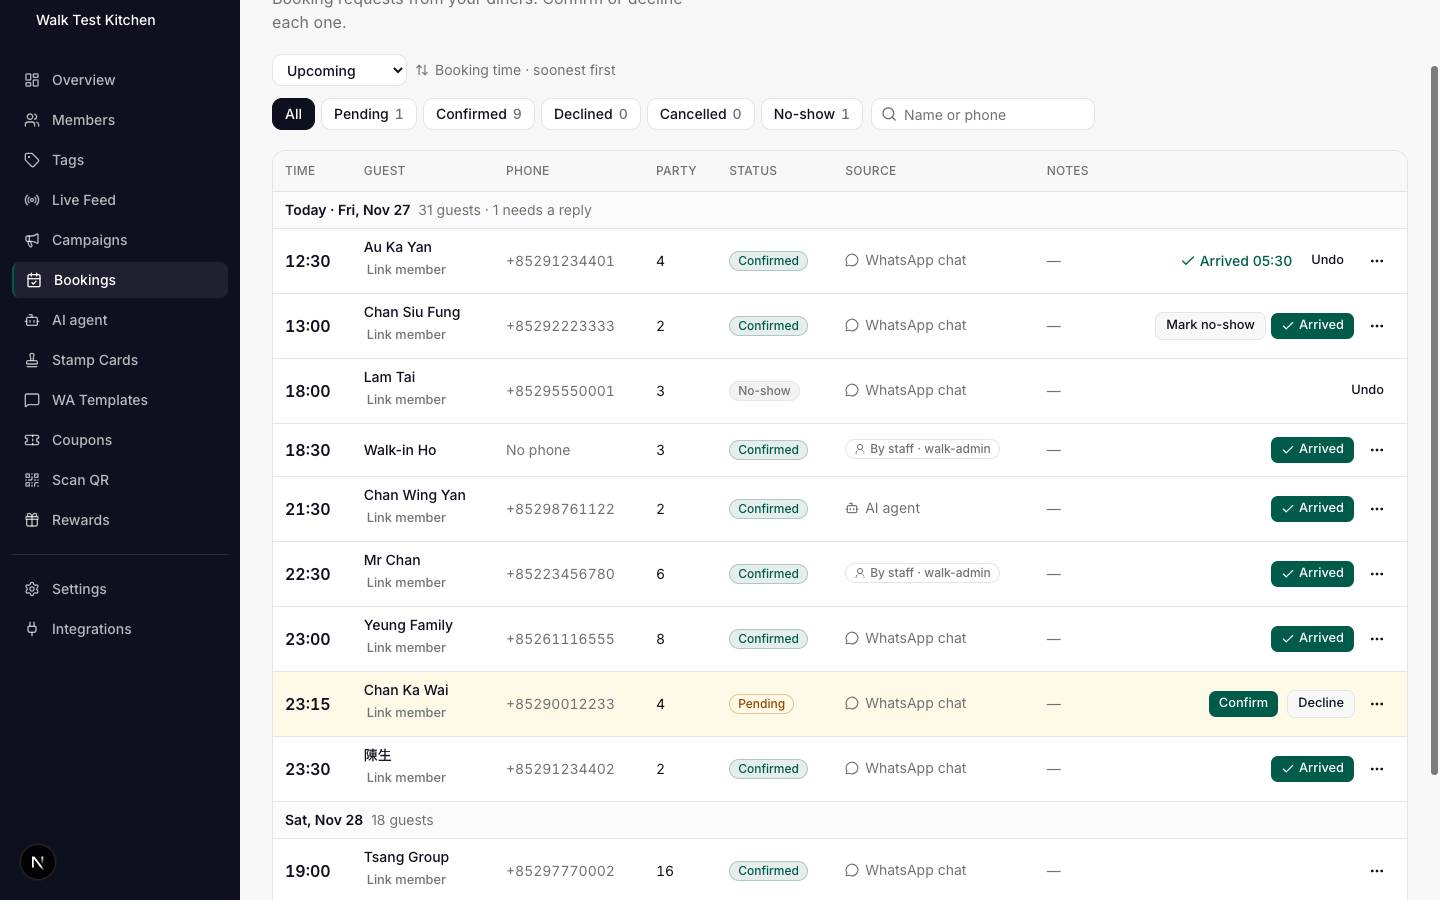 Walk Test Kitchen
Overview
Members
Tags
Live Feed
Campaigns
Bookings
AI agent
Stamp Cards
WA Templates
Coupons
Scan QR
Rewards
Settings
Integrations
N
Booking requests from your diners. Confirm or decline
each one.
Upcoming Booking time · soonest first
All Pending 1 Confirmed 9 Declined 0 Cancelled 0 No-show 1 Name or phone
TIME GUEST PHONE PARTY STATUS SOURCE NOTES
Today · Fri, Nov 27 31 guests · 1 needs a reply
12:30 Au Ka Yan +85291234401 4 Confirmed WhatsApp chat — Arrived 05:30 Undo
Link member
13:00 Chan Siu Fung +85292223333 2 Confirmed WhatsApp chat — Mark no-show Arrived
Link member
18:00 Lam Tai +85295550001 3 No-show WhatsApp chat — Undo
Link member
18:30 Walk-in Ho No phone 3 Confirmed By staff · walk-admin — Arrived
21:30 Chan Wing Yan +85298761122 2 Confirmed AI agent — Arrived
Link member
22:30 Mr Chan +85223456780 6 Confirmed By staff · walk-admin — Arrived
Link member
23:00 Yeung Family +85261116555 8 Confirmed WhatsApp chat — Arrived
Link member
23:15 Chan Ka Wai +85290012233 4 Pending WhatsApp chat — Confirm Decline
Link member
23:30 陳生 +85291234402 2 Confirmed WhatsApp chat — Arrived
Link member
Sat, Nov 28 18 guests
19:00 Tsang Group +85297770002 16 Confirmed WhatsApp chat —
Link member